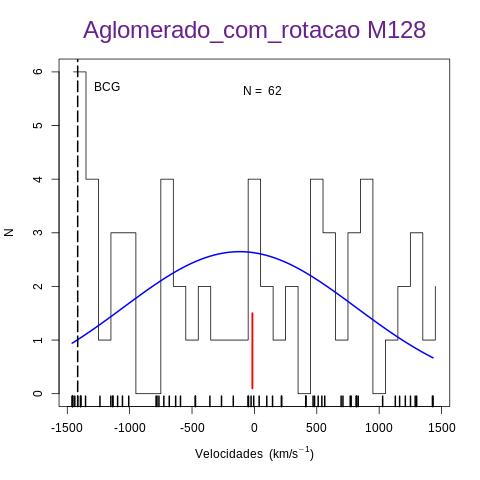 Aglomerado_com_rotacao M128
BCG
N = 62
N
0 1 2 3 4 5 6
-1500 -1000 -500 0 500 1000 1500
Velocidades (km/s⁻¹)